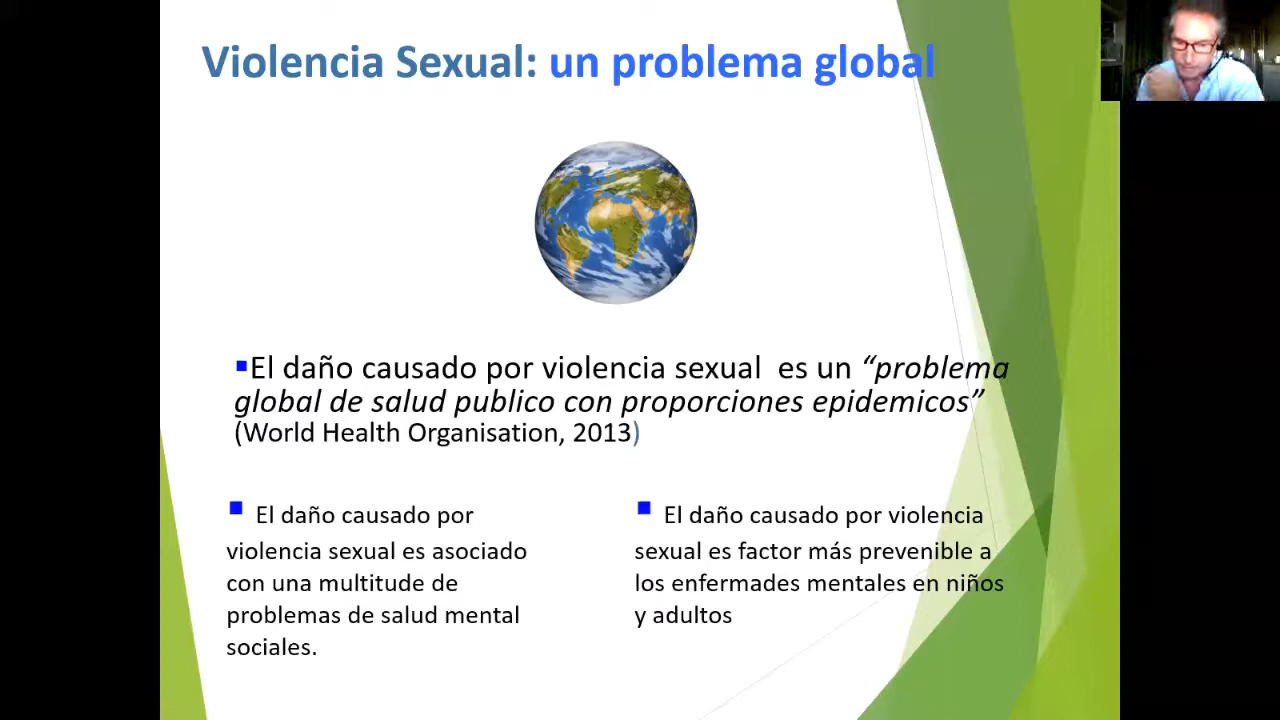 Violencia Sexual: un problema global
▪El daño causado por violencia sexual es un “problema
global de salud publico con proporciones epidemicos”
(World Health Organisation, 2013)
▪ El daño causado por
violencia sexual es asociado
con una multitude de
problemas de salud mental
sociales.
▪ El daño causado por violencia
sexual es factor más prevenible a
los enfermades mentales en niños
y adultos